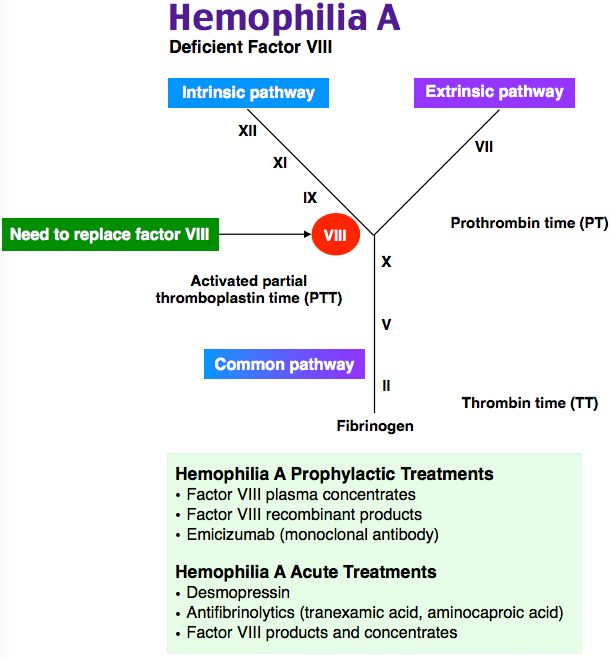 Hemophilia A
Deficient Factor VIII
Intrinsic pathway
Extrinsic pathway
XII
VII
XI
IX
Prothrombin time (PT)
Need to replace factor VIII
VIII
X
Activated partial
thromboplastin time (PTT)
V
Common pathway
II
Thrombin time (TT)
Fibrinogen
Hemophilia A Prophylactic Treatments
• Factor VIII plasma concentrates
• Factor VIII recombinant products
• Emicizumab (monoclonal antibody)
Hemophilia A Acute Treatments
• Desmopressin
• Antifibrinolytics (tranexamic acid, aminocaproic acid)
• Factor VIII products and concentrates